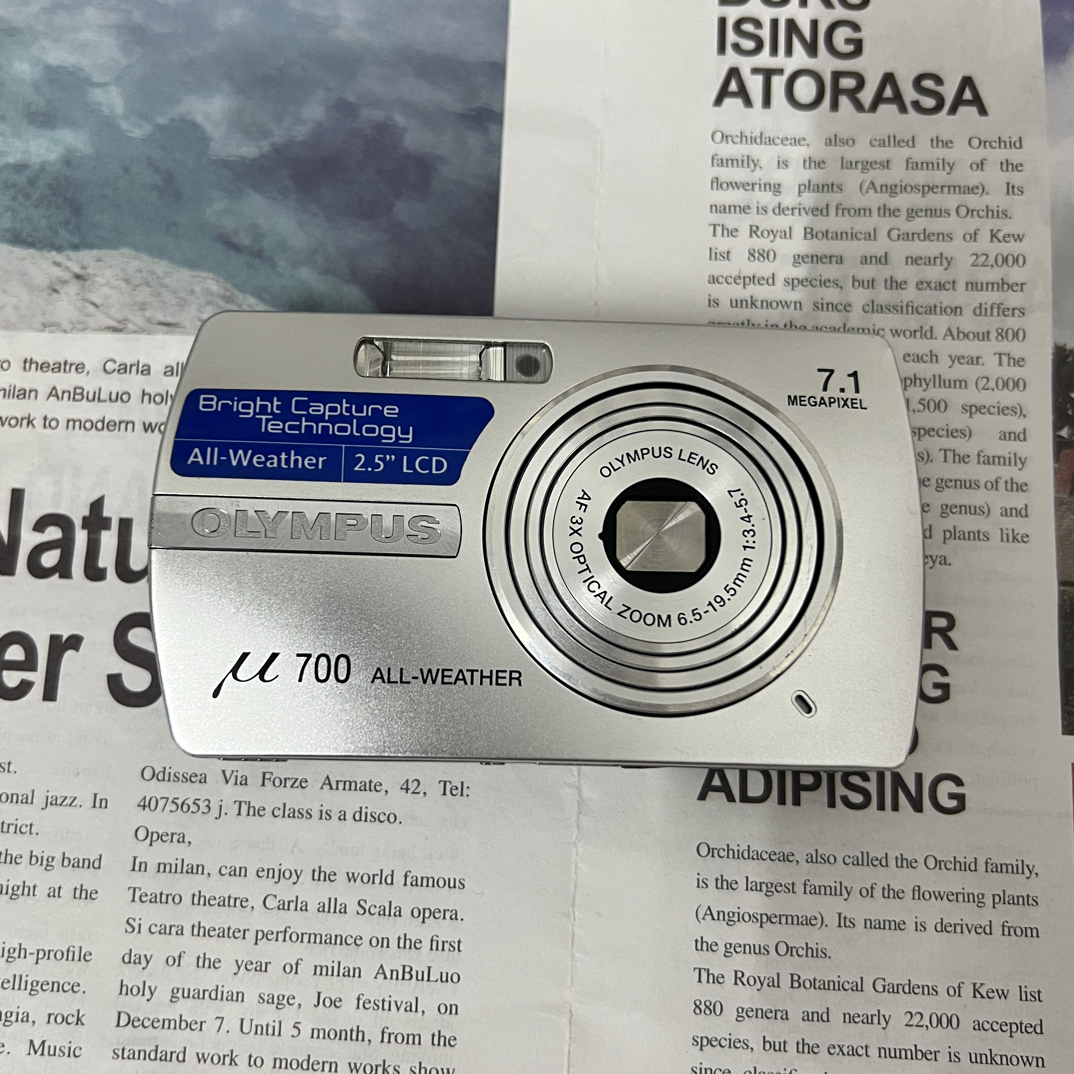 DORU
ISING
ATORASA
Orchidaceae, also called the Orchid
family, is the largest family of the
flowering plants (Angiospermae). Its
name is derived from the genus Orchis.
The Royal Botanical Gardens of Kew
list 880 genera and nearly 22,000
accepted species, but the exact number
is unknown since classification differs
in the academic world. About 800
each year. The
phyllum (2,000
,500 species),
species) and
s). The family
e genus of the
e genus) and
d plants like
ya.
R
G
ADIPISING
Orchidaceae, also called the Orchid family,
is the largest family of the flowering plants
(Angiospermae). Its name is derived from
the genus Orchis.
The Royal Botanical Gardens of Kew list
880 genera and nearly 22,000 accepted
species, but the exact number is unknown
since
o theatre, Carla al
milan AnBuLuo hol
work to modern wo
Natu
er S
st.
onal jazz. In
trict.
the big band
night at the
igh-profile
elligence.
gia, rock
e. Music
Odissea Via Forze Armate, 42, Tel:
4075653 j. The class is a disco.
Opera,
In milan, can enjoy the world famous
Teatro theatre, Carla alla Scala opera.
Si cara theater performance on the first
day of the year of milan AnBuLuo
holy guardian sage, Joe festival, on
December 7. Until 5 month, from the
standard work to modern works show
Bright Capture
Technology
All-Weather 2.5” LCD
OLYMPUS
μ 700 ALL-WEATHER
7.1
MEGAPIXEL
OLYMPUS LENS
AF 3X OPTICAL ZOOM 6.5-19.5mm 1:3.4-5.7